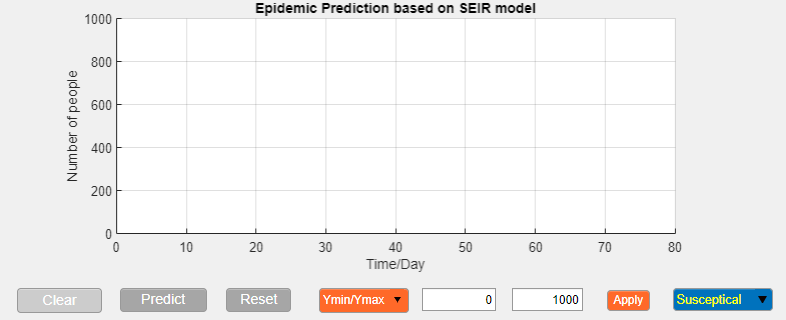 Epidemic Prediction based on SEIR model
1000
800
600
400
200
0
Number of people
0 10 20 30 40 50 60 70 80
Time/Day
Clear Predict Reset Ymin/Ymax 0 1000 Apply Susceptical